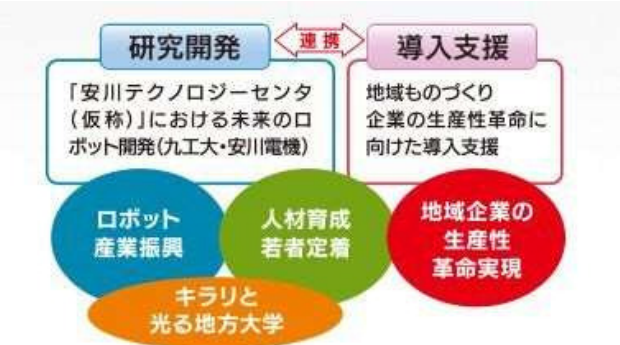 研究開発
連携
導入支援
「安川テクノロジーセンタ
(仮称)」における未来のロ
ボット開発(九工大・安川電機)
地域ものづくり
企業の生産性革命に
向けた導入支援
ロボット
産業振興
人材育成
若者定着
地域企業の
生産性
革命実現
キラリと
光る地方大学